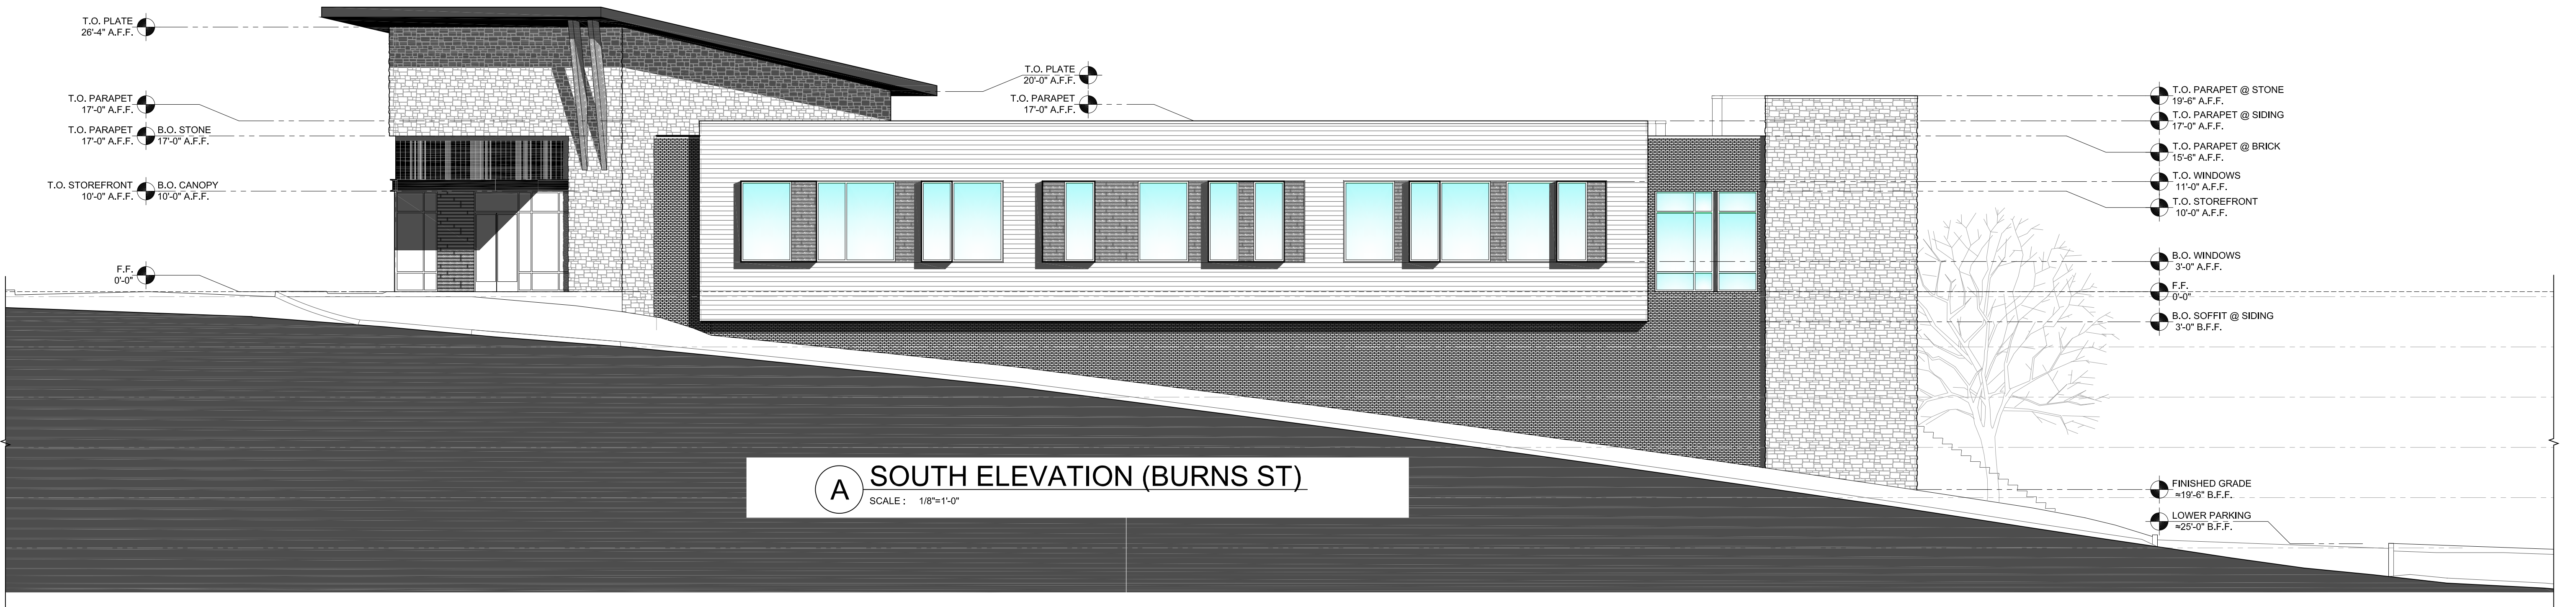 T.O. PLATE
26'-4" A.F.F.
T.O. PARAPET
17'-0" A.F.F.
T.O. PARAPET
17'-0" A.F.F.
B.O. STONE
17'-0" A.F.F.
T.O. STOREFRONT
10'-0" A.F.F.
B.O. CANOPY
10'-0" A.F.F.
F.F.
0'-0"
T.O. PLATE
20'-0" A.F.F.
T.O. PARAPET
17'-0" A.F.F.
T.O. PARAPET @ STONE
19'-6" A.F.F.
T.O. PARAPET @ SIDING
17'-0" A.F.F.
T.O. PARAPET @ BRICK
15'-6" A.F.F.
T.O. WINDOWS
11'-0" A.F.F.
T.O. STOREFRONT
10'-0" A.F.F.
B.O. WINDOWS
3'-0" A.F.F.
F.F.
0'-0"
B.O. SOFFIT @ SIDING
3'-0" B.F.F.
FINISHED GRADE
≈19'-6" B.F.F.
LOWER PARKING
≈25'-0" B.F.F.
A
SOUTH ELEVATION (BURNS ST)
SCALE : 1/8"=1'-0"